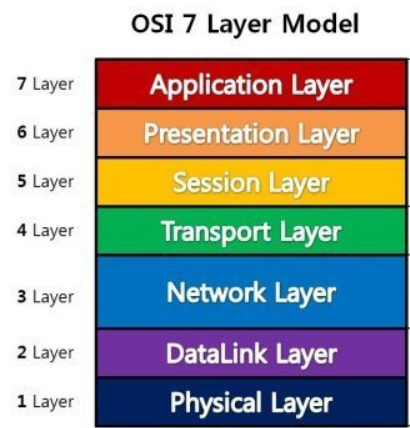 OSI 7 Layer Model
7 Layer Application Layer
6 Layer Presentation Layer
5 Layer Session Layer
4 Layer Transport Layer
3 Layer Network Layer
2 Layer DataLink Layer
1 Layer Physical Layer